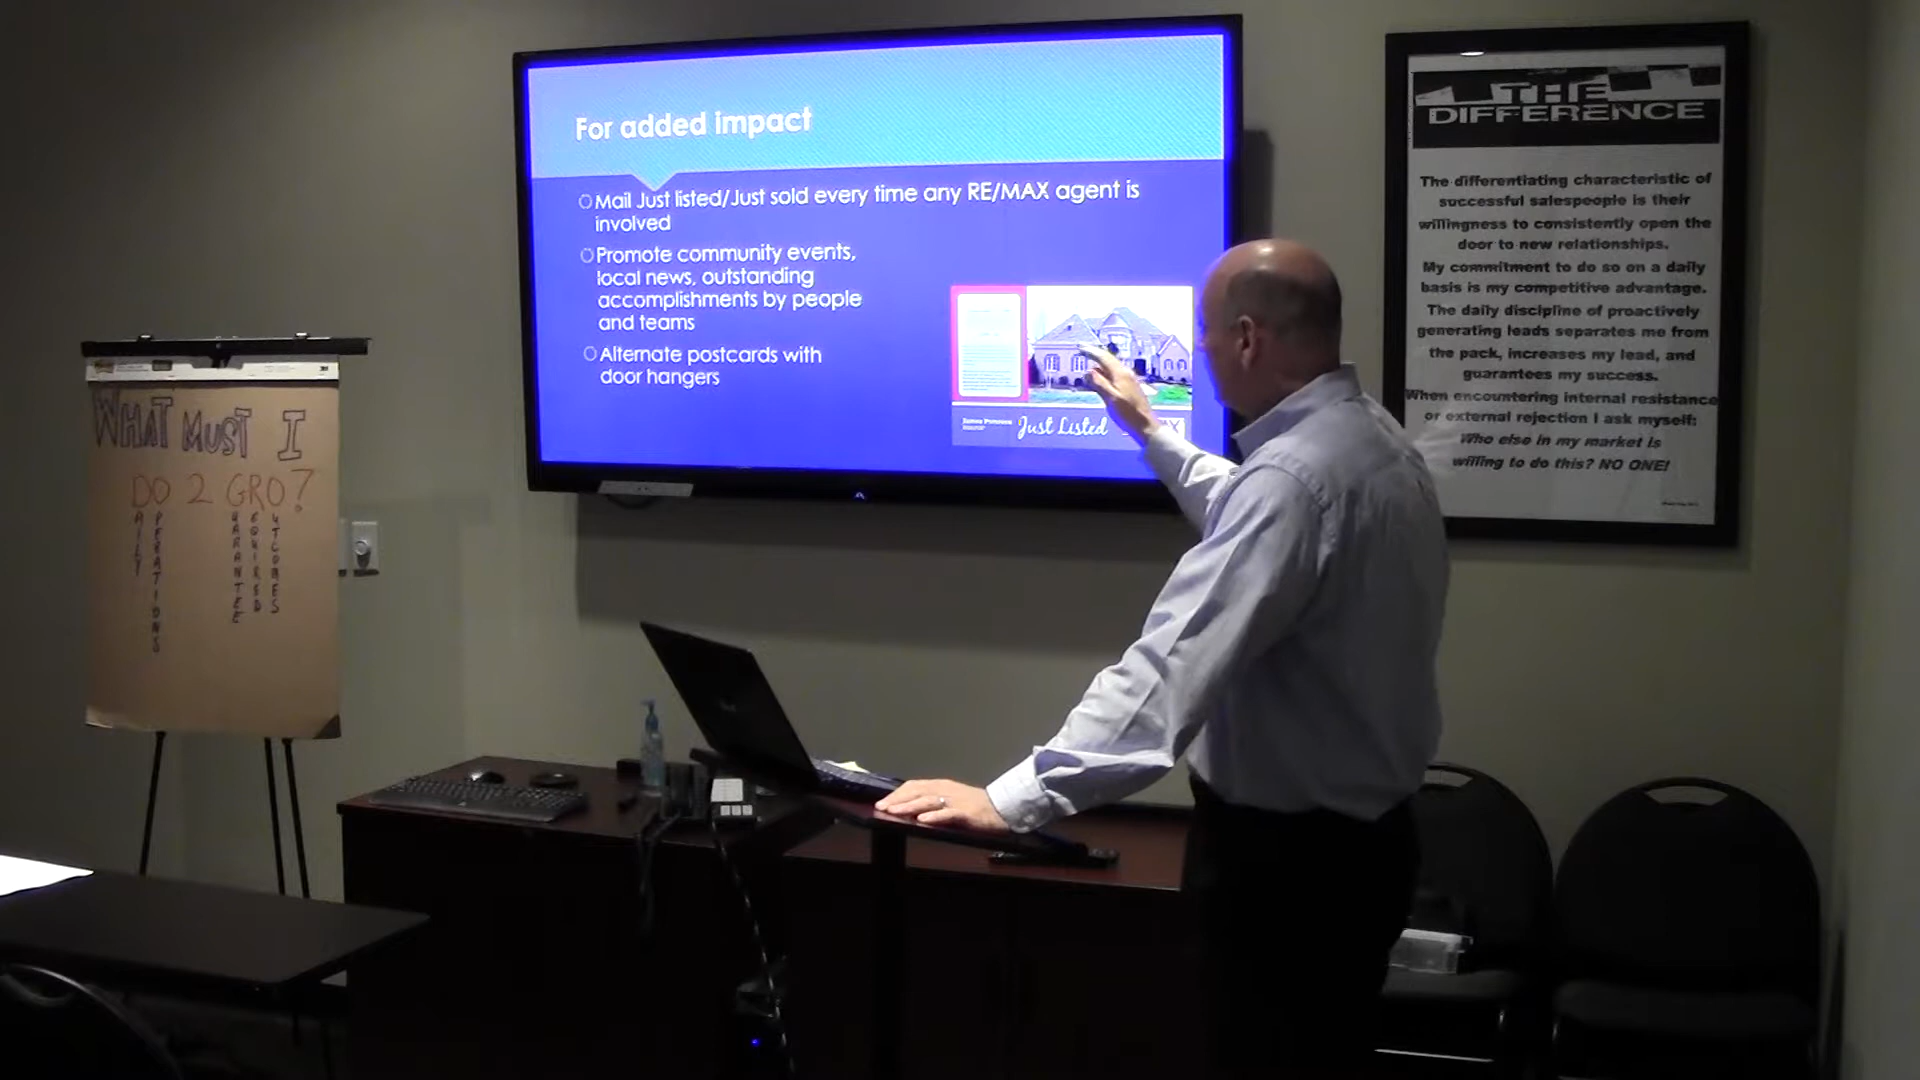 For added impact
Mail Just listed/Just sold every time any RE/MAX agent is
involved
Promote community events,
local news, outstanding
accomplishments by people
and teams
Alternate postcards with
door hangers
Just Listed
THE
DIFFERENCE
The differentiating characteristic of
successful salespeople is their
willingness to consistently open the
door to new relationships.
My commitment to do so on a daily
basis is my competitive advantage.
The daily discipline of proactively
generating leads separates me from
the pack, increases my lead, and
guarantees my success.
When encountering internal resistance
or external rejection I ask myself:
Who else in my market is
willing to do this? NO ONE!
WHAT MUST I
DO 2 GRO?
AILY
PERATIONS
UARANTEE
EQUIRED
UTCOMES